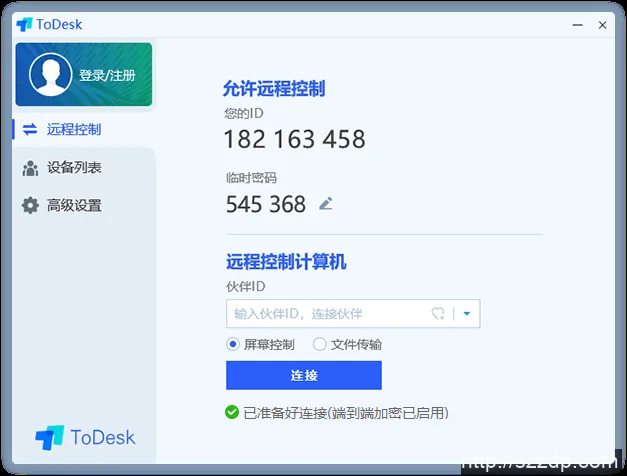 ToDesk
登录/注册
远程控制
设备列表
高级设置
允许远程控制
您的ID
182 163 458
临时密码
545 368
远程控制计算机
伙伴ID
输入伙伴ID，连接伙伴
屏幕控制 文件传输
连接
已准备好连接(端到端加密已启用)
ToDesk
http://522dp.com